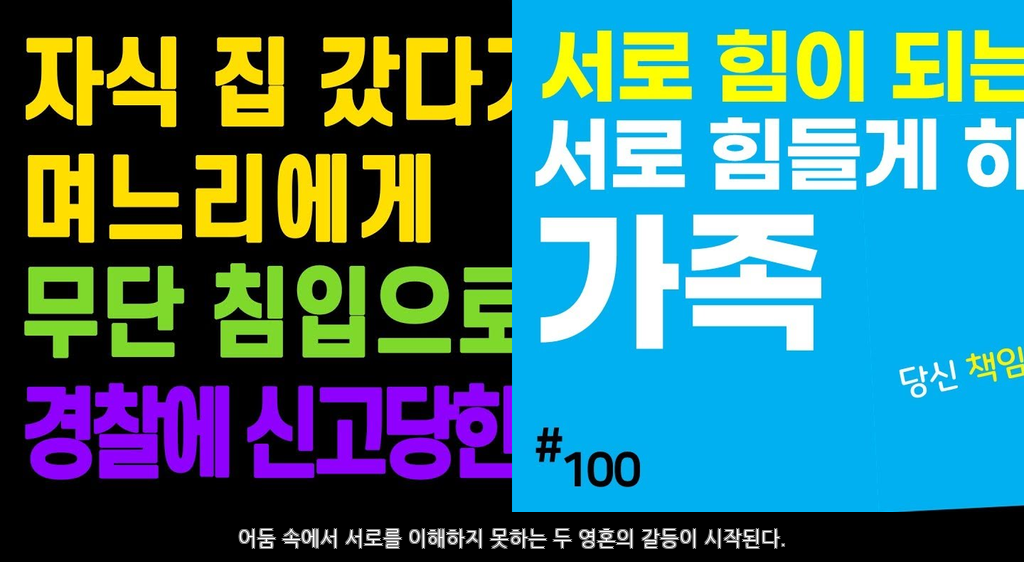 자식 집 갔다가
며느리에게
무단 침입으로
경찰에 신고당한
서로 힘이 되는
서로 힘들게 하
가족
당신 책임
#100
어둠 속에서 서로를 이해하지 못하는 두 영혼의 갈등이 시작된다.